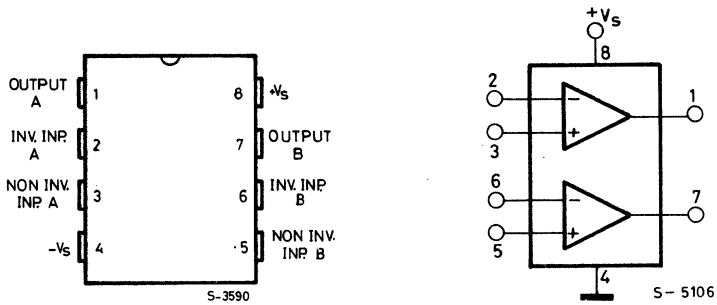 OUTPUT
A
1
INV. INP.
A
2
NON INV.
INP. A
3
-Vs
4
8
+Vs
7
OUTPUT
B
6
INV. INP.
B
5
NON INV.
INP. B
S-3590
+Vs
8
2
-
3
+
1
6
-
5
+
7
4
S-5106